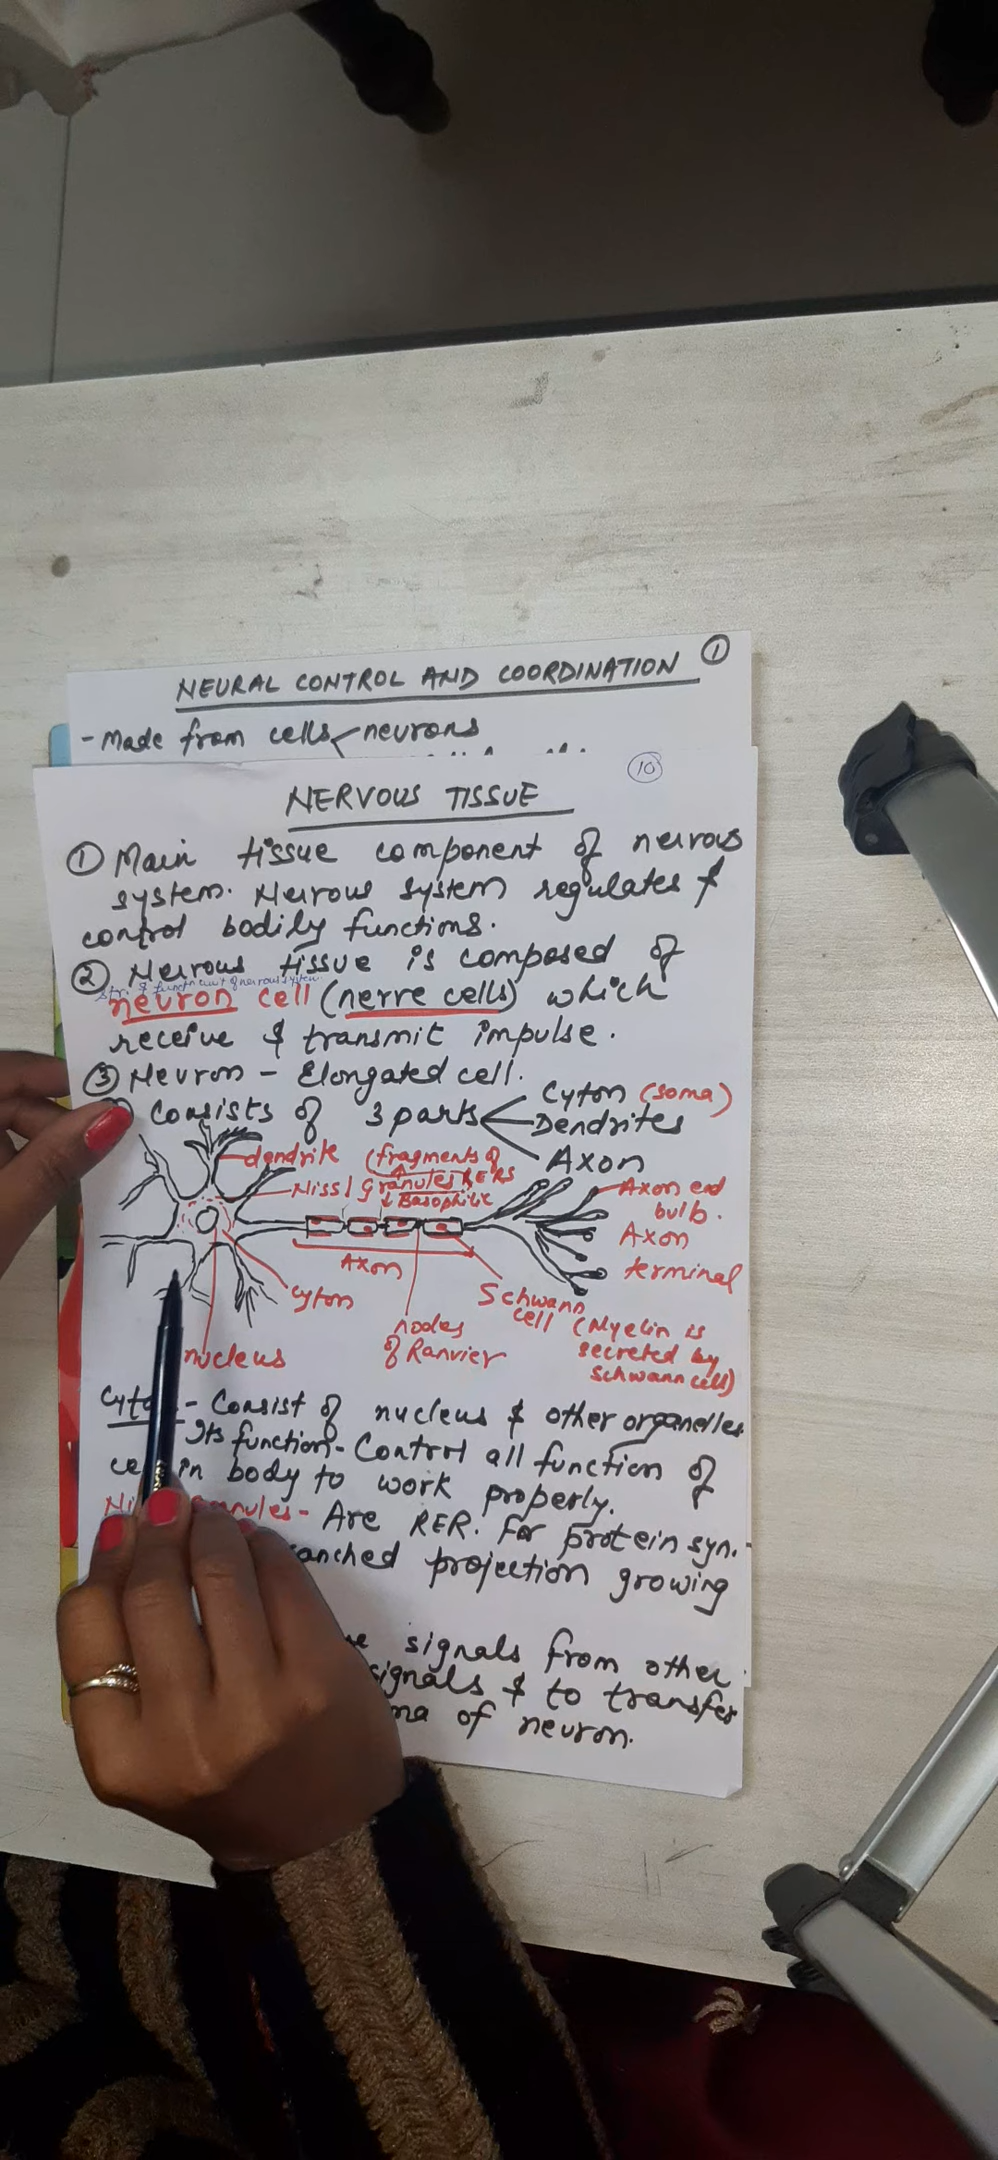 NEURAL CONTROL AND COORDINATION ①
- Made from cells neurons
⑩
NERVOUS TISSUE
① Main tissue component of nervous
system. Nervous system regulates &
control bodily functions.
② Nervous tissue is composed of
neuron cell (nerve cells) which
receive & transmit impulse.
③ Neuron - Elongated cell.
Consists of 3 parts
Cyton (soma)
Dendrites
Axon
dendrite
(fragments of
Nissl Granules RERs
↓ Basophilic
Axon end
bulb.
Axon
terminal
Axon
cyton
nucleus
nodes
of Ranvier
Schwann
cell (Myelin is
secreted by
Schwann cell)
- Consist of nucleus & other organelles
Its function - Control all function of
in body to work properly.
- Are RER. For protein syn. -
projection growing
signals from other
signals & to transfer
of neuron.